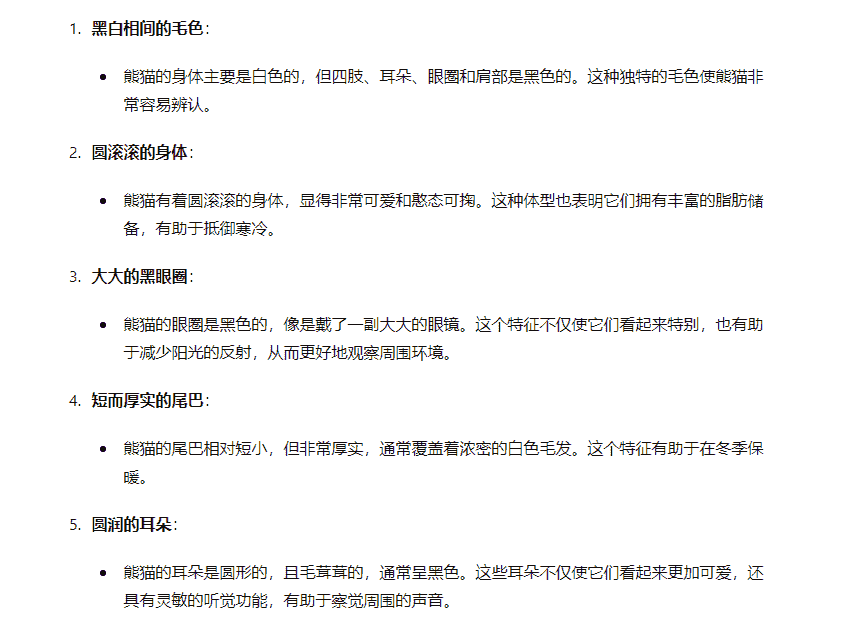 1. 黑白相间的毛色：
• 熊猫的身体主要是白色的，但四肢、耳朵、眼圈和肩部是黑色的。这种独特的毛色使熊猫非
常容易辨认。
2. 圆滚滚的身体：
• 熊猫有着圆滚滚的身体，显得非常可爱和憨态可掬。这种体型也表明它们拥有丰富的脂肪储
备，有助于抵御寒冷。
3. 大大的黑眼圈：
• 熊猫的眼圈是黑色的，像是戴了一副大大的眼镜。这个特征不仅使它们看起来特别，也有助
于减少阳光的反射，从而更好地观察周围环境。
4. 短而厚实的尾巴：
• 熊猫的尾巴相对短小，但非常厚实，通常覆盖着浓密的白色毛发。这个特征有助于在冬季保
暖。
5. 圆润的耳朵：
• 熊猫的耳朵是圆形的，且毛茸茸的，通常呈黑色。这些耳朵不仅使它们看起来更加可爱，还
具有灵敏的听觉功能，有助于察觉周围的声音。